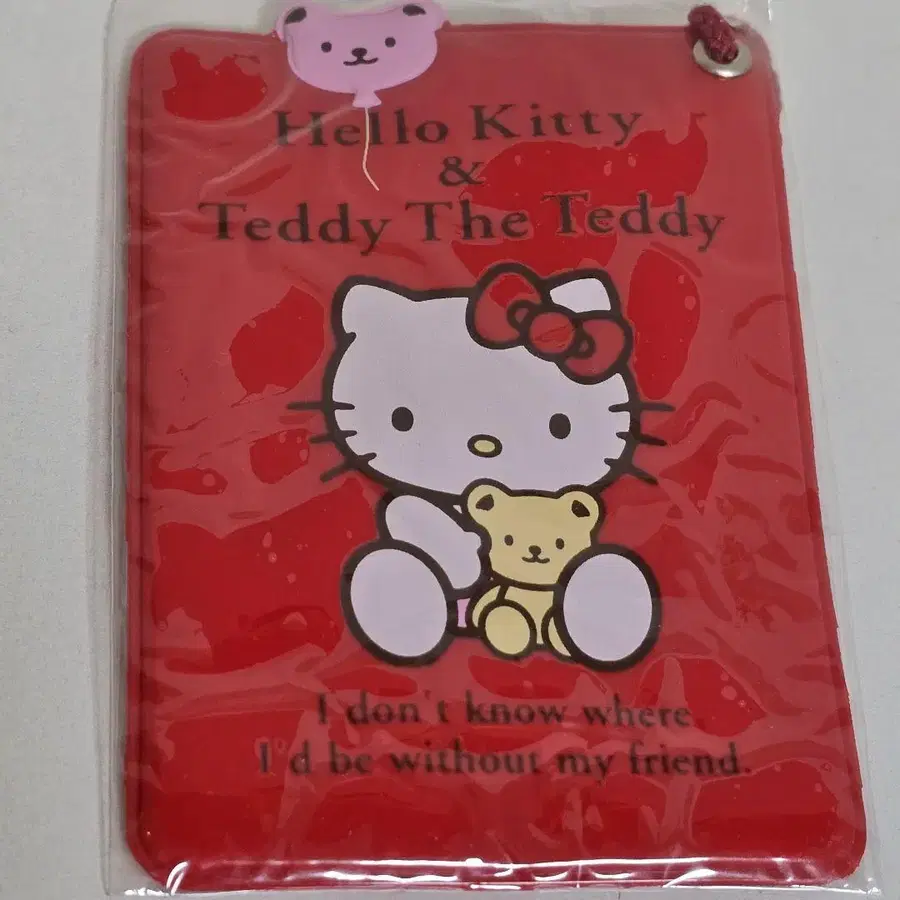 Hello Kitty
&
Teddy The Teddy
I don't know where
I'd be without my friend.